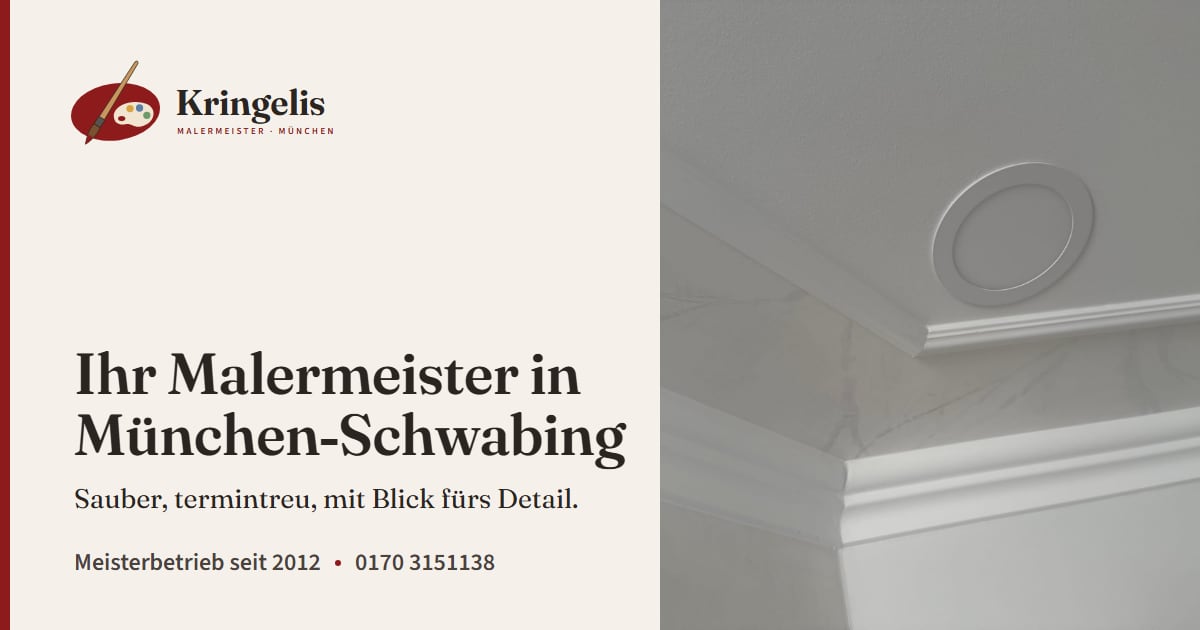 Kringelis
MALERMEISTER · MÜNCHEN
Ihr Malermeister in
München-Schwabing
Sauber, termintreu, mit Blick fürs Detail.
Meisterbetrieb seit 2012 • 0170 3151138